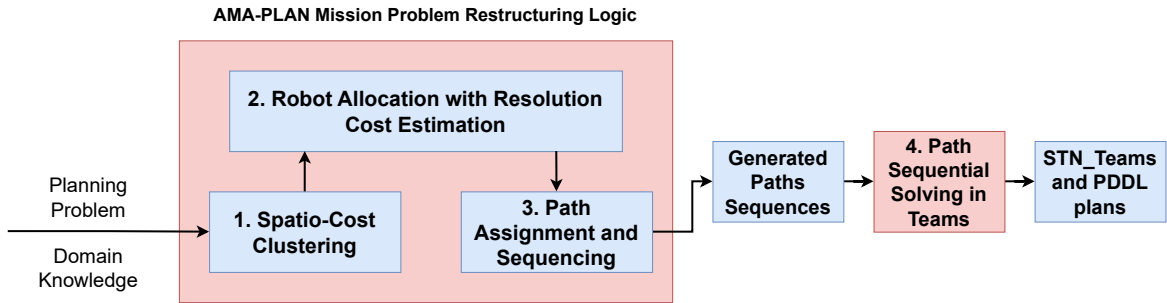 AMA-PLAN Mission Problem Restructuring Logic
2. Robot Allocation with Resolution
Cost Estimation
Planning
Problem
Domain
Knowledge
1. Spatio-Cost
Clustering
3. Path
Assignment and
Sequencing
Generated
Paths
Sequences
4. Path
Sequential
Solving in
Teams
STN_Teams
and PDDL
plans